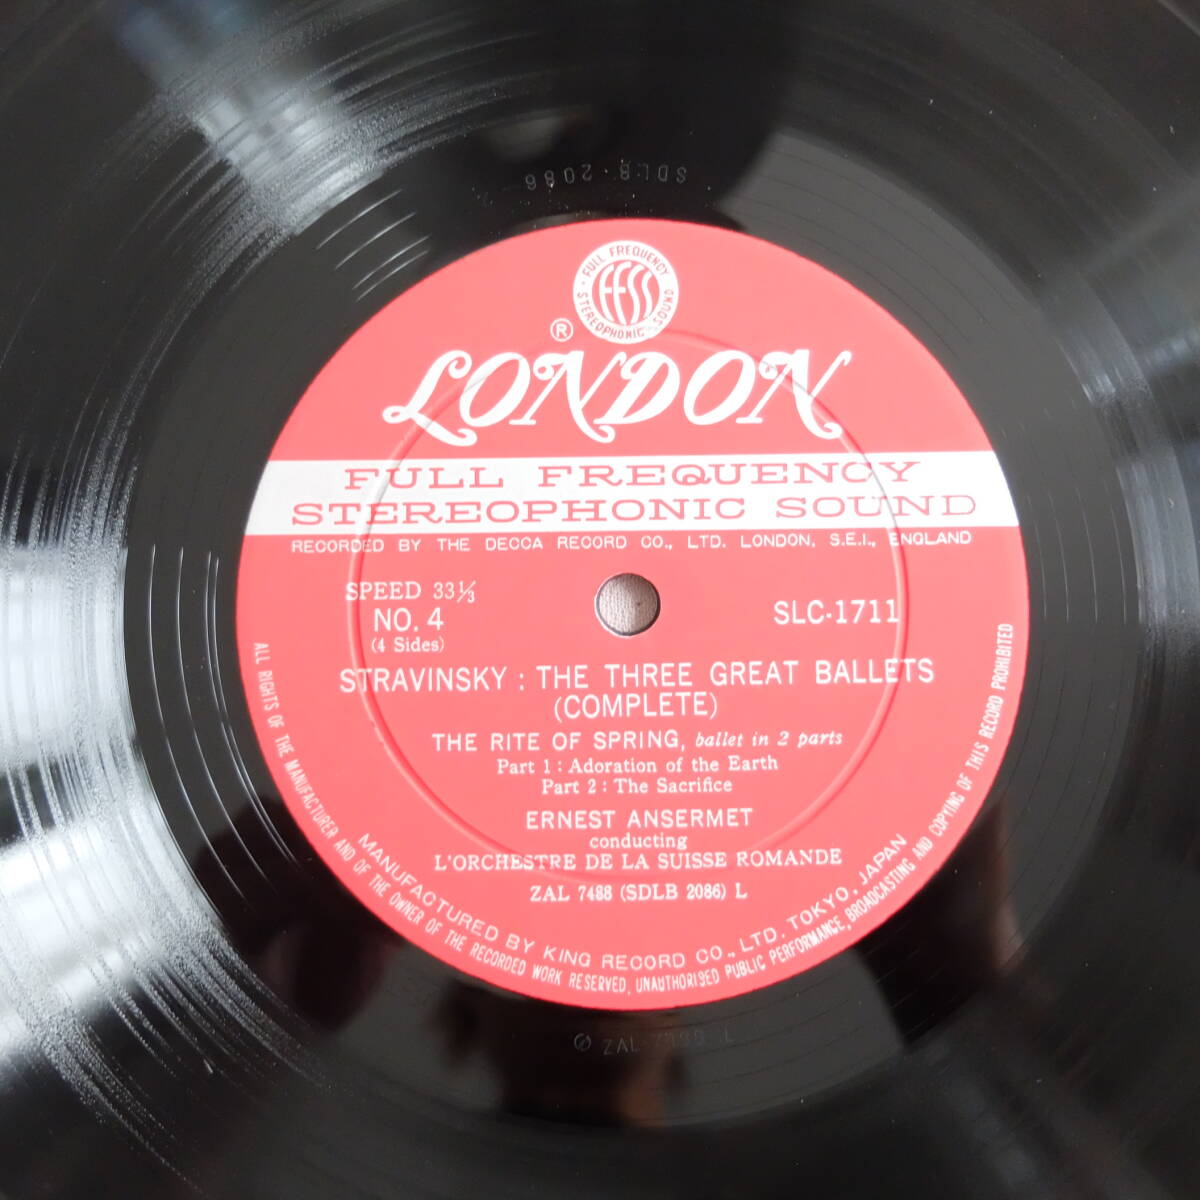 SDLB·2086
FULL FREQUENCY
STEREOPHONIC SOUND
FFSS
®
LONDON
FULL FREQUENCY
STEREOPHONIC SOUND
RECORDED BY THE DECCA RECORD CO., LTD. LONDON, S.E.I., ENGLAND
SPEED 33⅓
NO. 4
(4 Sides)
SLC-1711
STRAVINSKY : THE THREE GREAT BALLETS
(COMPLETE)
THE RITE OF SPRING, ballet in 2 parts
Part 1 : Adoration of the Earth
Part 2 : The Sacrifice
ERNEST ANSERMET
conducting
L'ORCHESTRE DE LA SUISSE ROMANDE
ZAL 7488 (SDLB 2086) L
MANUFACTURED BY KING RECORD CO., LTD. TOKYO, JAPAN
ALL RIGHTS OF THE MANUFACTURER AND OF THE OWNER OF THE RECORDED WORK RESERVED, UNAUTHORISED PUBLIC PERFORMANCE, BROADCASTING AND COPYING OF THIS RECORD PROHIBITED